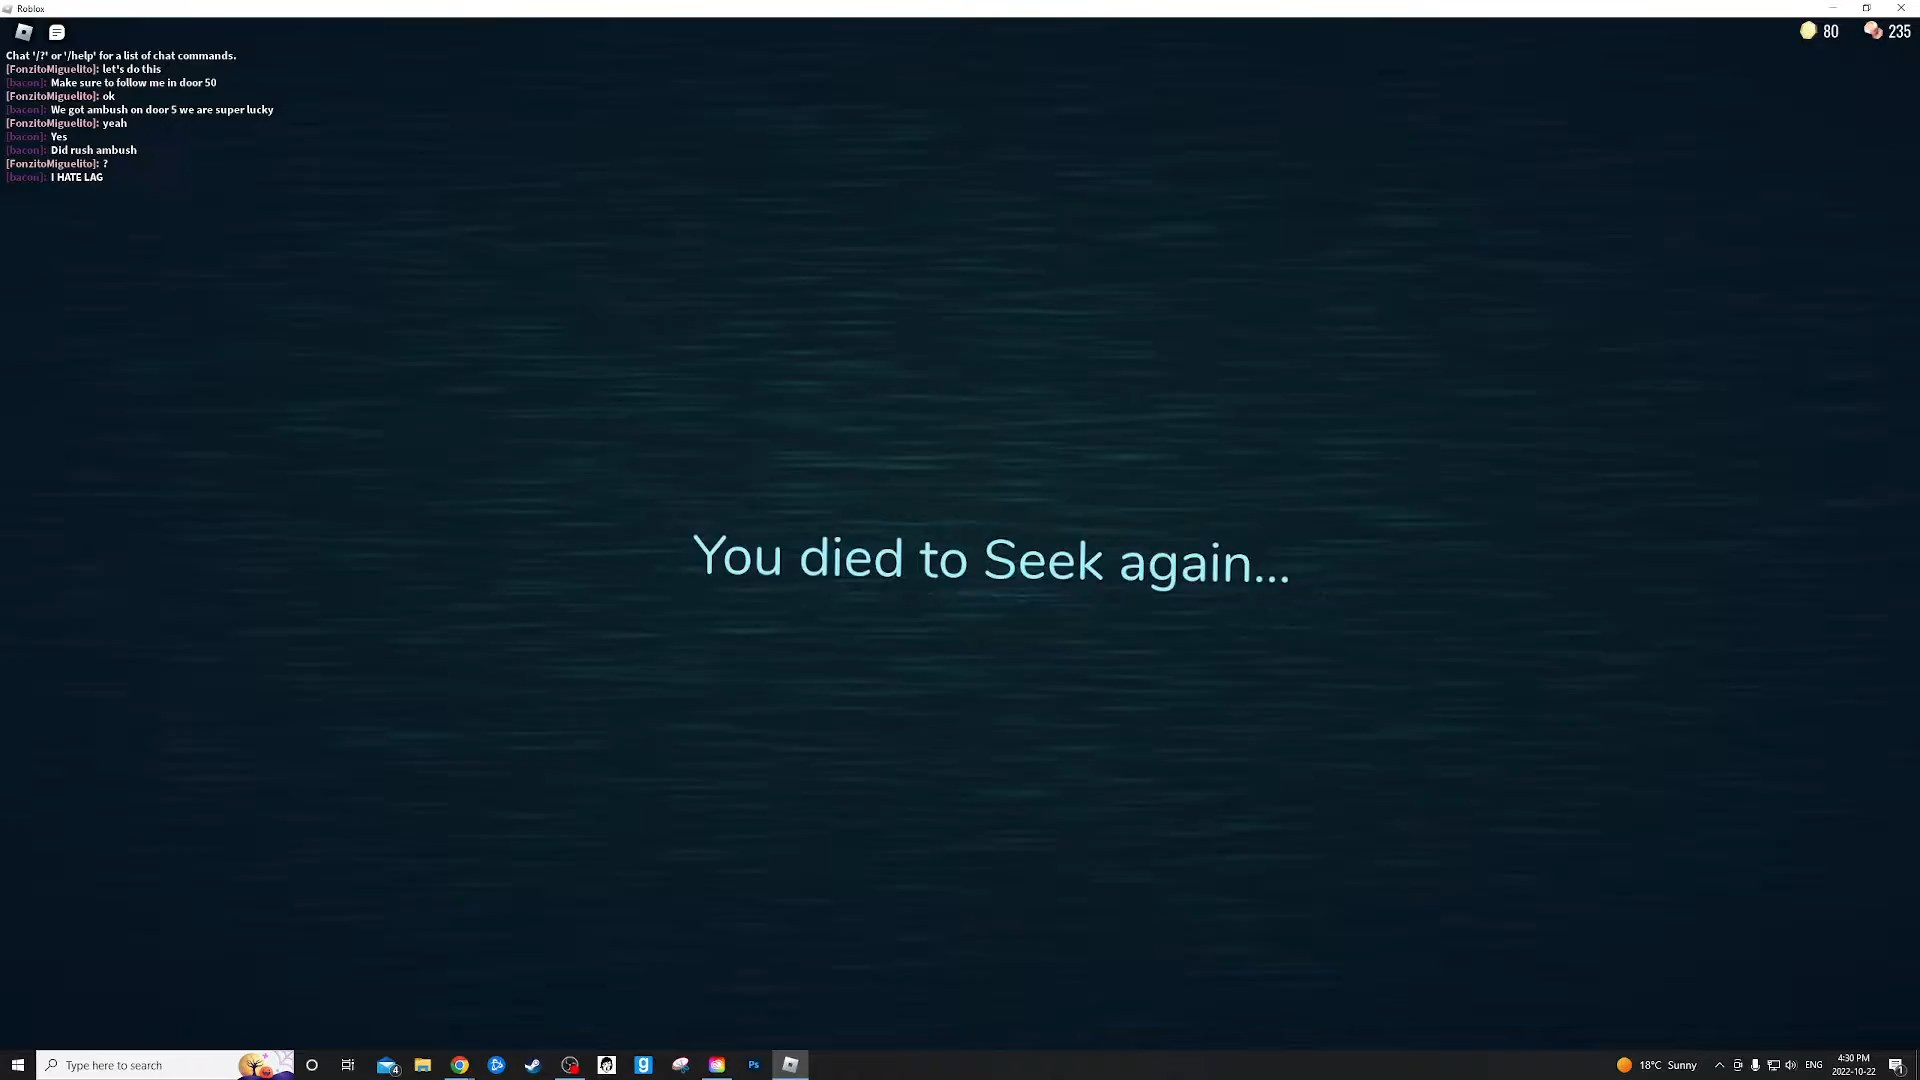 Roblox
80
235
Chat '/?' or '/help' for a list of chat commands.
[FonzitoMiguelito]: let's do this
[bacon]: Make sure to follow me in door 50
[FonzitoMiguelito]: ok
[bacon]: We got ambush on door 5 we are super lucky
[FonzitoMiguelito]: yeah
[bacon]: Yes
[bacon]: Did rush ambush
[FonzitoMiguelito]: ?
[bacon]: I HATE LAG
You died to Seek again...
Type here to search
4
g
Ps
18°C Sunny
ENG
4:30 PM
2022-10-22
1